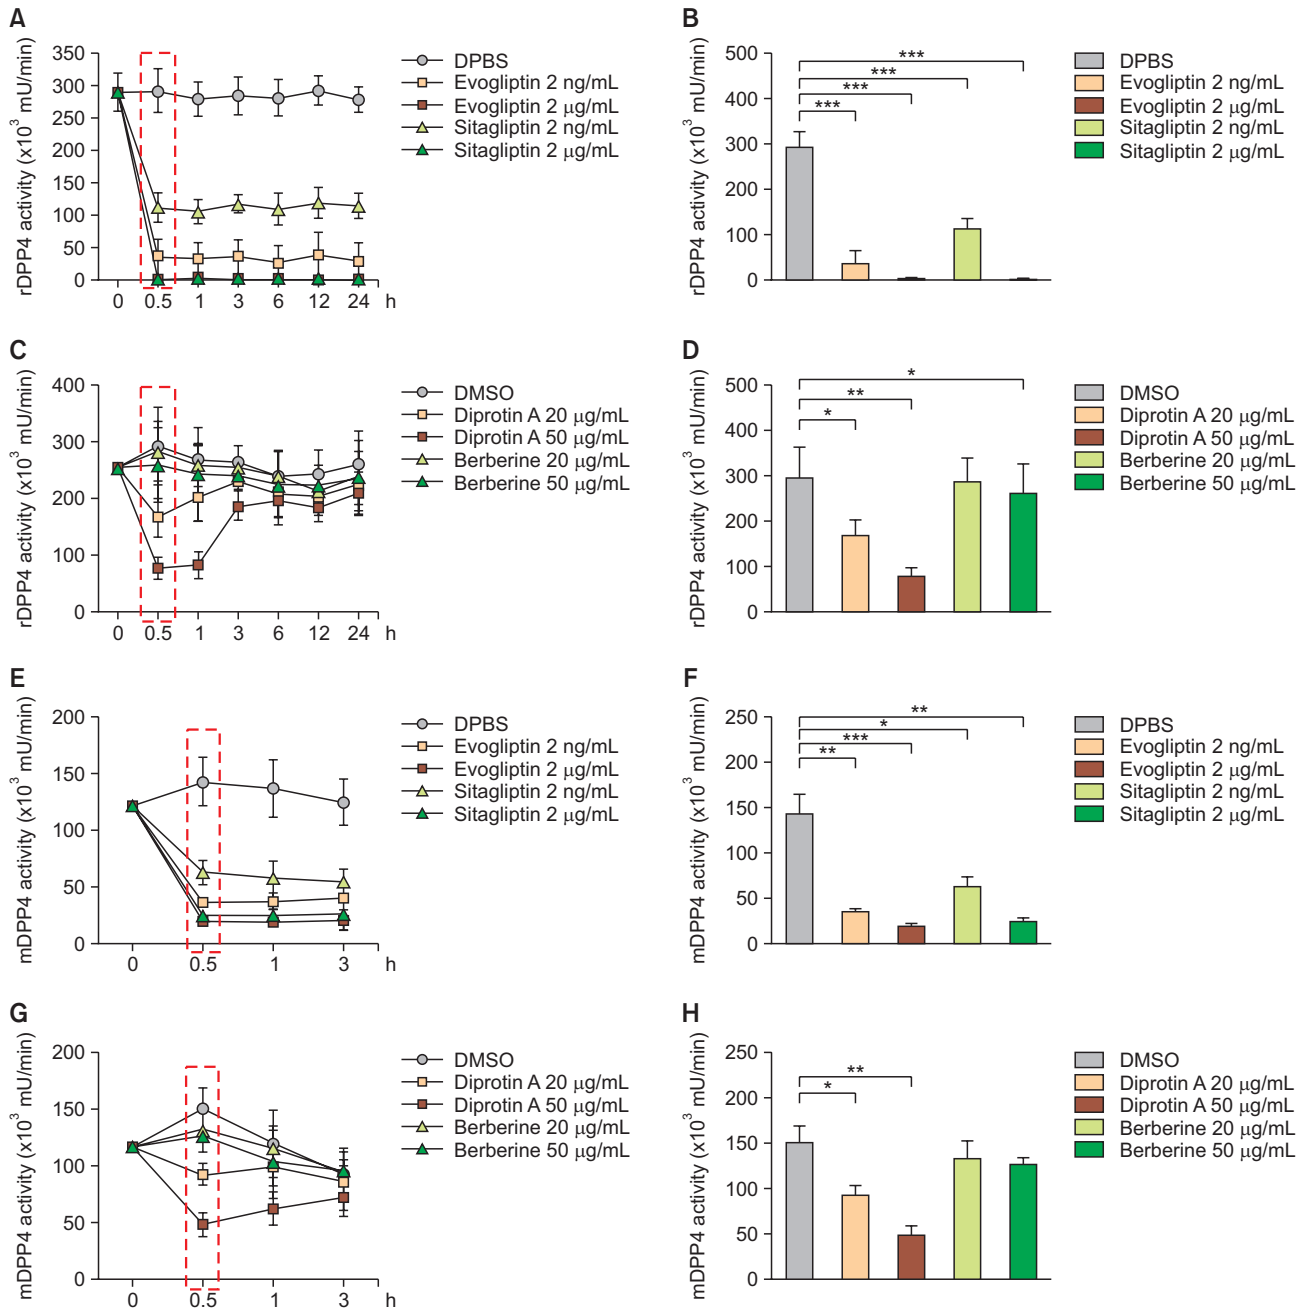 A
rDPP4 activity (x10³ mU/min)
350
300
250
200
150
100
50
0
0 0.5 1 3 6 12 24 h
DPBS
Evogliptin 2 ng/mL
Evogliptin 2 μg/mL
Sitagliptin 2 ng/mL
Sitagliptin 2 μg/mL
B
rDPP4 activity (x10³ mU/min)
500
400
300
200
100
0
***
***
***
***
DPBS
Evogliptin 2 ng/mL
Evogliptin 2 μg/mL
Sitagliptin 2 ng/mL
Sitagliptin 2 μg/mL
C
rDPP4 activity (x10³ mU/min)
400
300
200
100
0
0 0.5 1 3 6 12 24 h
DMSO
Diprotin A 20 μg/mL
Diprotin A 50 μg/mL
Berberine 20 μg/mL
Berberine 50 μg/mL
D
rDPP4 activity (x10³ mU/min)
500
400
300
200
100
0
*
**
*
DMSO
Diprotin A 20 μg/mL
Diprotin A 50 μg/mL
Berberine 20 μg/mL
Berberine 50 μg/mL
E
mDPP4 activity (x10³ mU/min)
200
150
100
50
0
0 0.5 1 3 h
DPBS
Evogliptin 2 ng/mL
Evogliptin 2 μg/mL
Sitagliptin 2 ng/mL
Sitagliptin 2 μg/mL
F
mDPP4 activity (x10³ mU/min)
250
200
150
100
50
0
**
*
***
**
DPBS
Evogliptin 2 ng/mL
Evogliptin 2 μg/mL
Sitagliptin 2 ng/mL
Sitagliptin 2 μg/mL
G
mDPP4 activity (x10³ mU/min)
200
150
100
50
0
0 0.5 1 3 h
DMSO
Diprotin A 20 μg/mL
Diprotin A 50 μg/mL
Berberine 20 μg/mL
Berberine 50 μg/mL
H
mDPP4 activity (x10³ mU/min)
250
200
150
100
50
0
**
*
DMSO
Diprotin A 20 μg/mL
Diprotin A 50 μg/mL
Berberine 20 μg/mL
Berberine 50 μg/mL